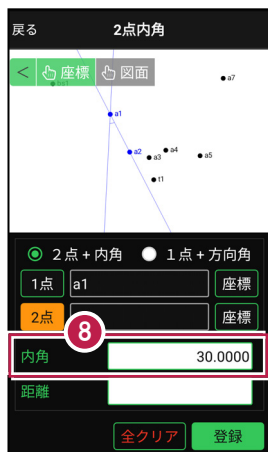 戻る 2点内角
< 座標 図面
bs1
a7
a1
a2 a3 a4 a5
t1
2点+内角 1点+方向角
1点 a1 座標
2点 座標
8
内角 30.0000
距離
全クリア 登録